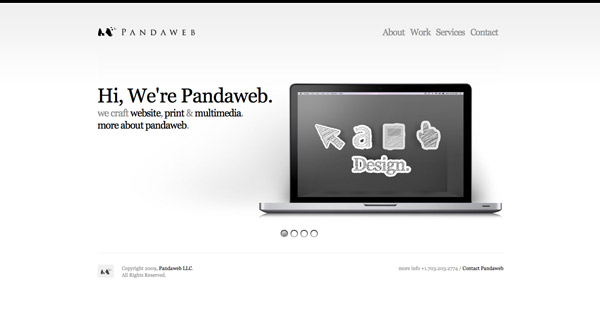 PANDAWEB
About Work Services Contact
Hi, We're Pandaweb.
we craft website, print & multimedia.
more about pandaweb.
a
Design.
Copyright 2009, Pandaweb LLC.
All Rights Reserved.
more info +1.703.203.2774 / Contact Pandaweb